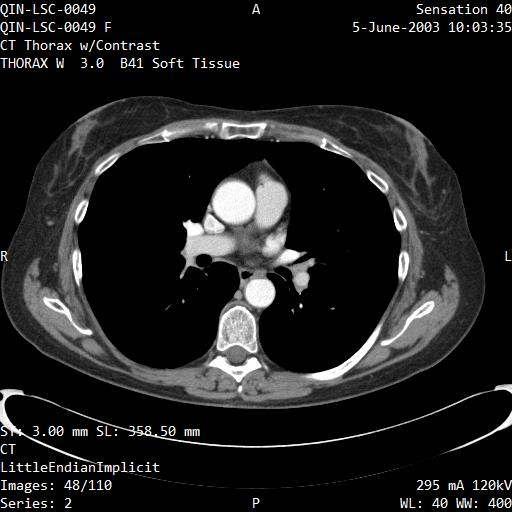 QIN-LSC-0049 A Sensation 40
QIN-LSC-0049 F 5-June-2003 10:03:35
CT Thorax w/Contrast
THORAX W 3.0 B41 Soft Tissue
R L
ST: 3.00 mm SL: 358.50 mm
CT
LittleEndianImplicit
Images: 48/110 295 mA 120kV
Series: 2 P WL: 40 WW: 400